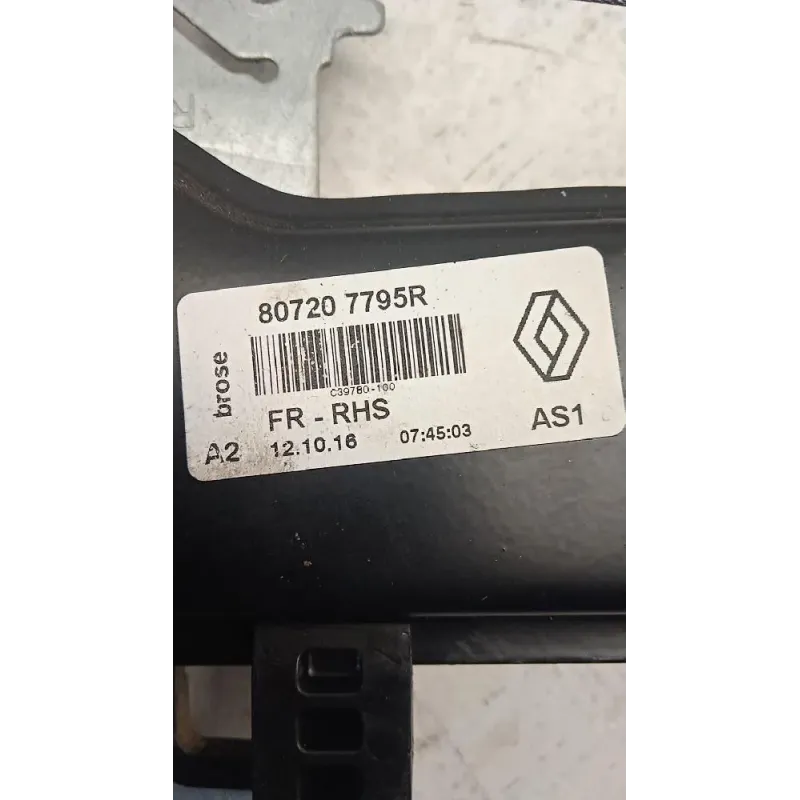 80720 7795R
brose
C39780-100
FR - RHS
A2 12.10.16 07:45:03 AS1